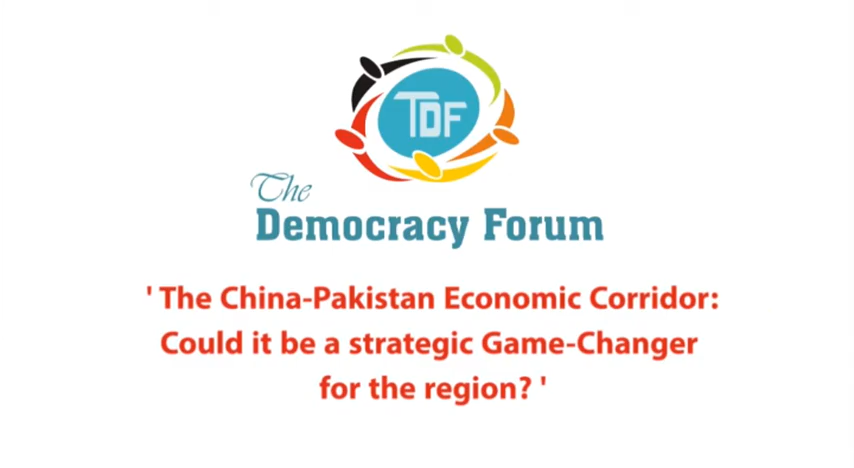 TDF
The
Democracy Forum
' The China-Pakistan Economic Corridor:
Could it be a strategic Game-Changer
for the region? '